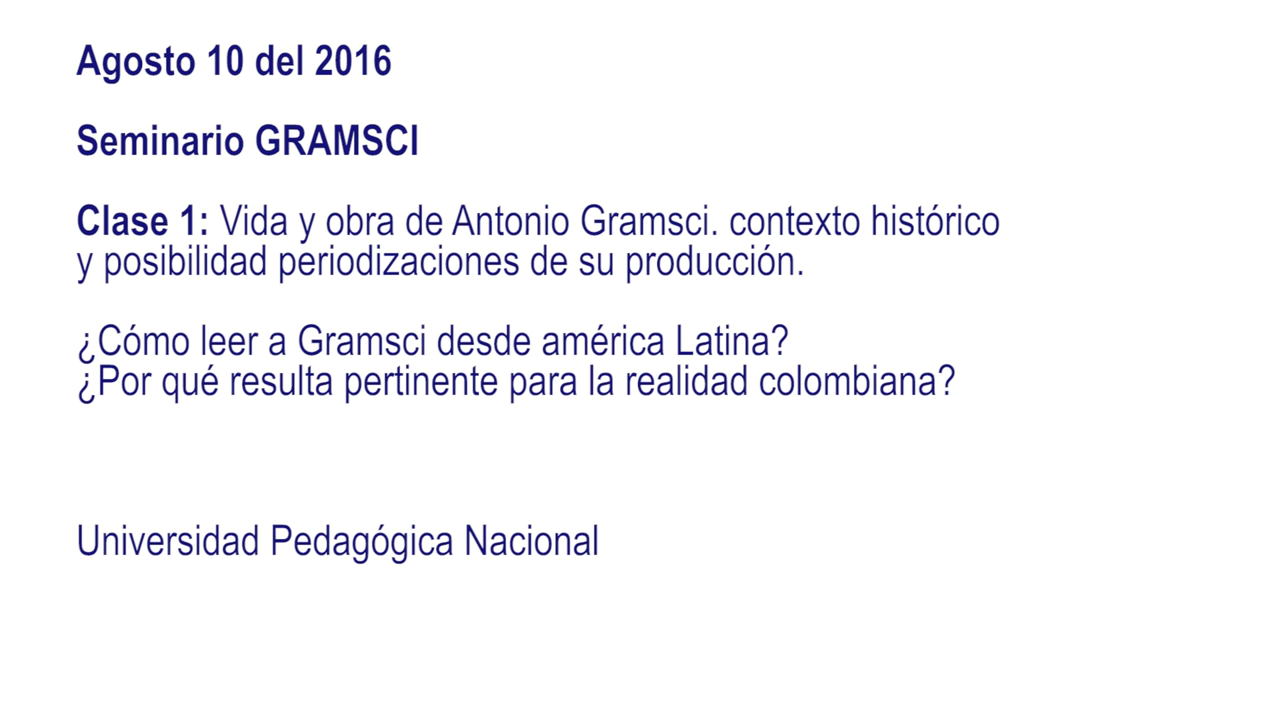 Agosto 10 del 2016
Seminario GRAMSCI
Clase 1: Vida y obra de Antonio Gramsci. contexto histórico
y posibilidad periodizaciones de su producción.
¿Cómo leer a Gramsci desde américa Latina?
¿Por qué resulta pertinente para la realidad colombiana?
Universidad Pedagógica Nacional